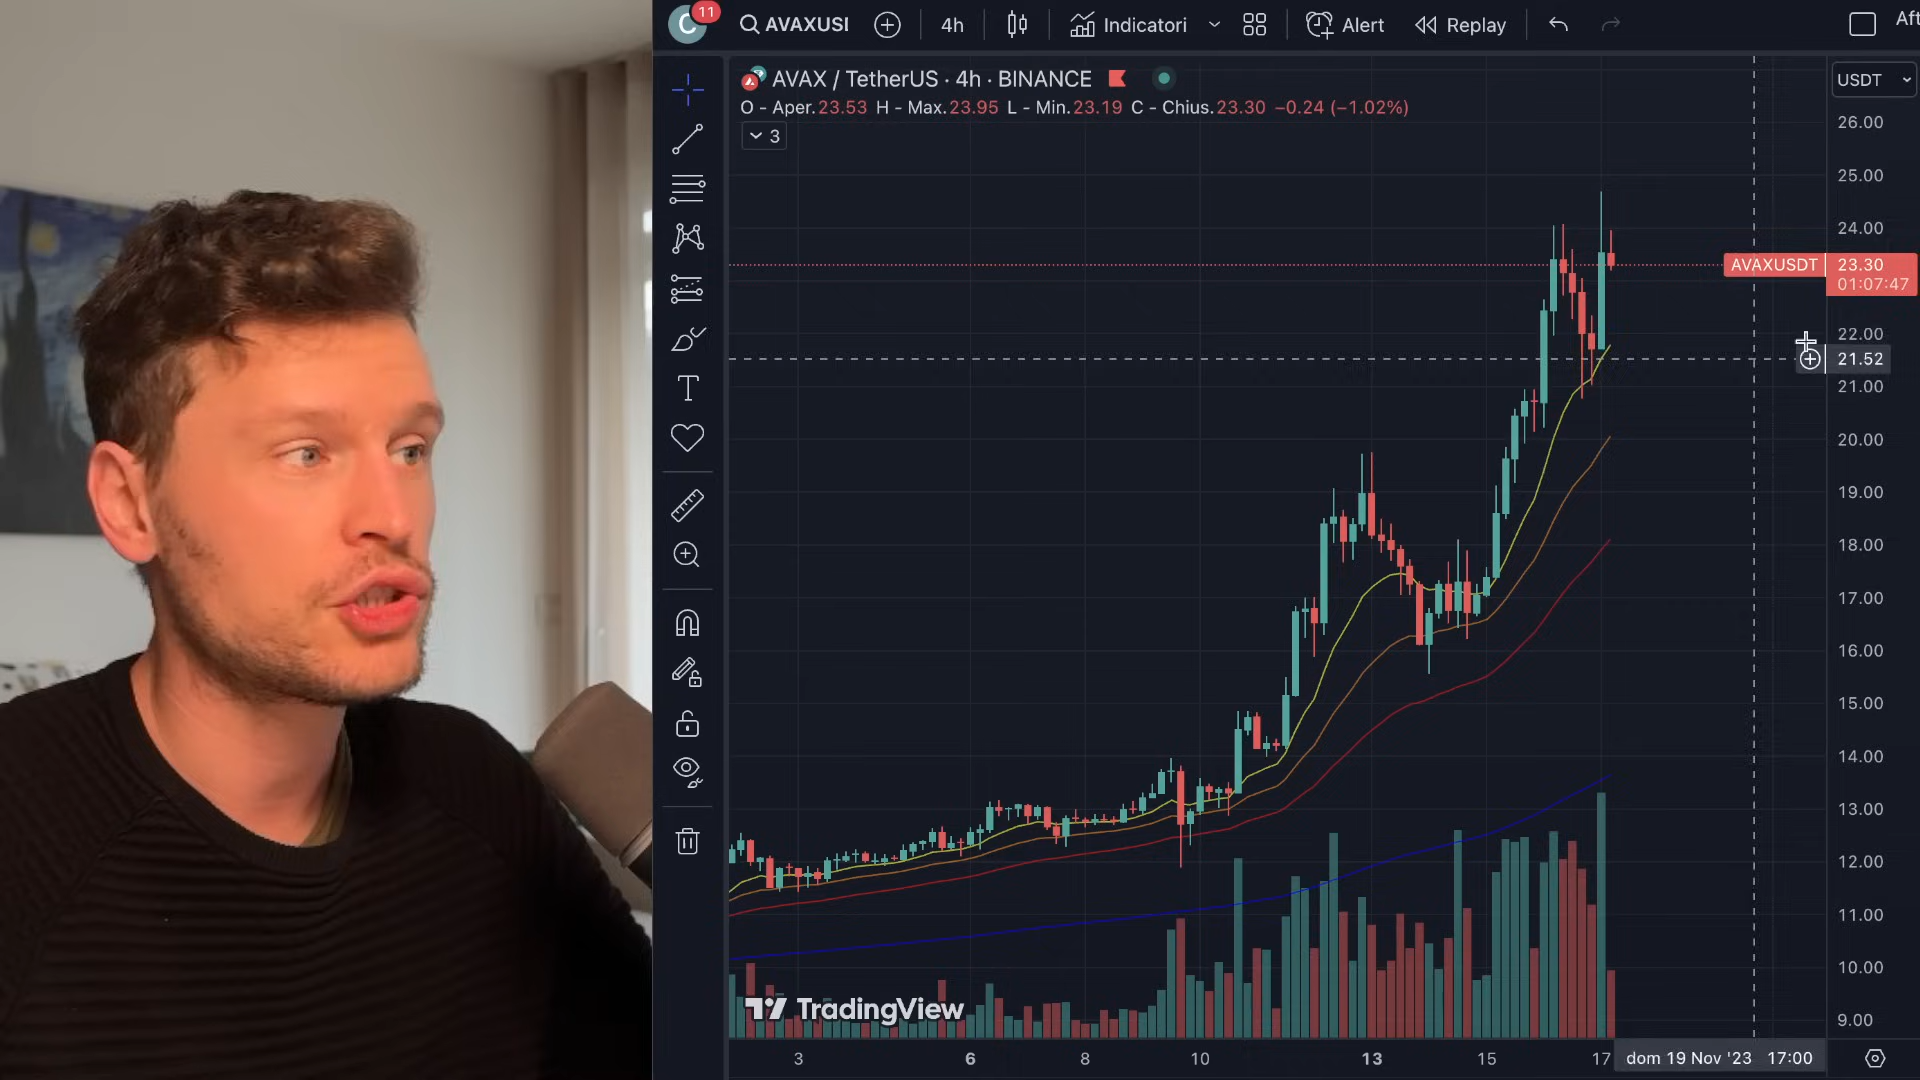 C
11
AVAXUSI
4h
Indicatori
Alert
Replay
Aft
AVAX / TetherUS · 4h · BINANCE
USDT
O - Aper.23.53 H - Max.23.95 L - Min.23.19 C - Chius.23.30 −0.24 (−1.02%)
3
26.00
25.00
24.00
AVAXUSDT 23.30
01:07:47
22.00
21.52
21.00
20.00
19.00
18.00
17.00
16.00
15.00
14.00
13.00
12.00
11.00
10.00
9.00
TradingView
3 6 8 10 13 15 17 dom 19 Nov '23 17:00